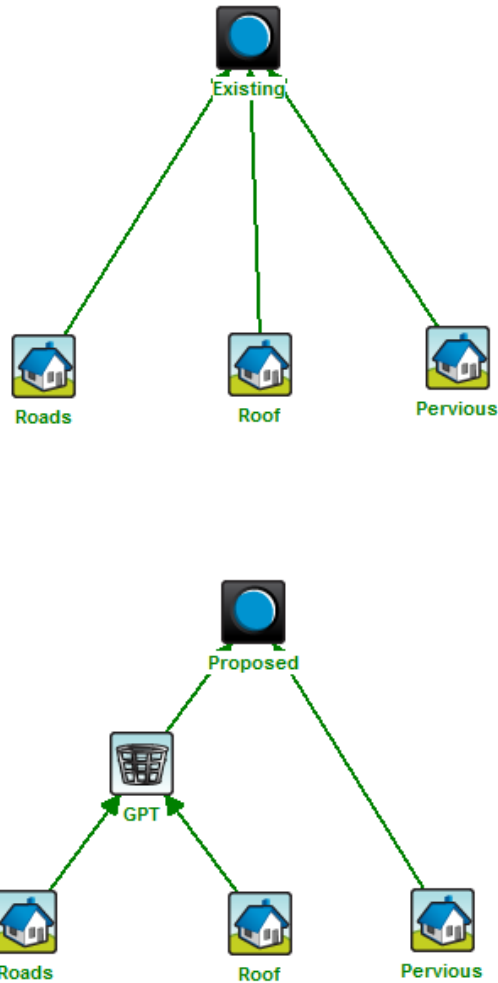 Existing
Roads
Roof
Pervious
Proposed
GPT
Roads
Roof
Pervious